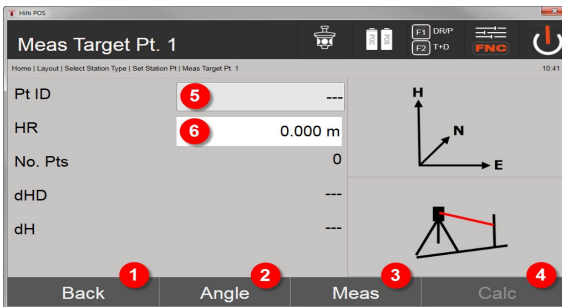 Hilti POS
Meas Target Pt. 1
POC
POS
F1 DR/P
F2 T+D
FNC
Home | Layout | Select Station Type | Set Station Pt | Meas Target Pt. 1
10:41
Pt ID 5 ---
HR 6 0.000 m
No. Pts 0
dHD ---
dH ---
H
N
E
1 2 3 4
Back Angle Meas Calc